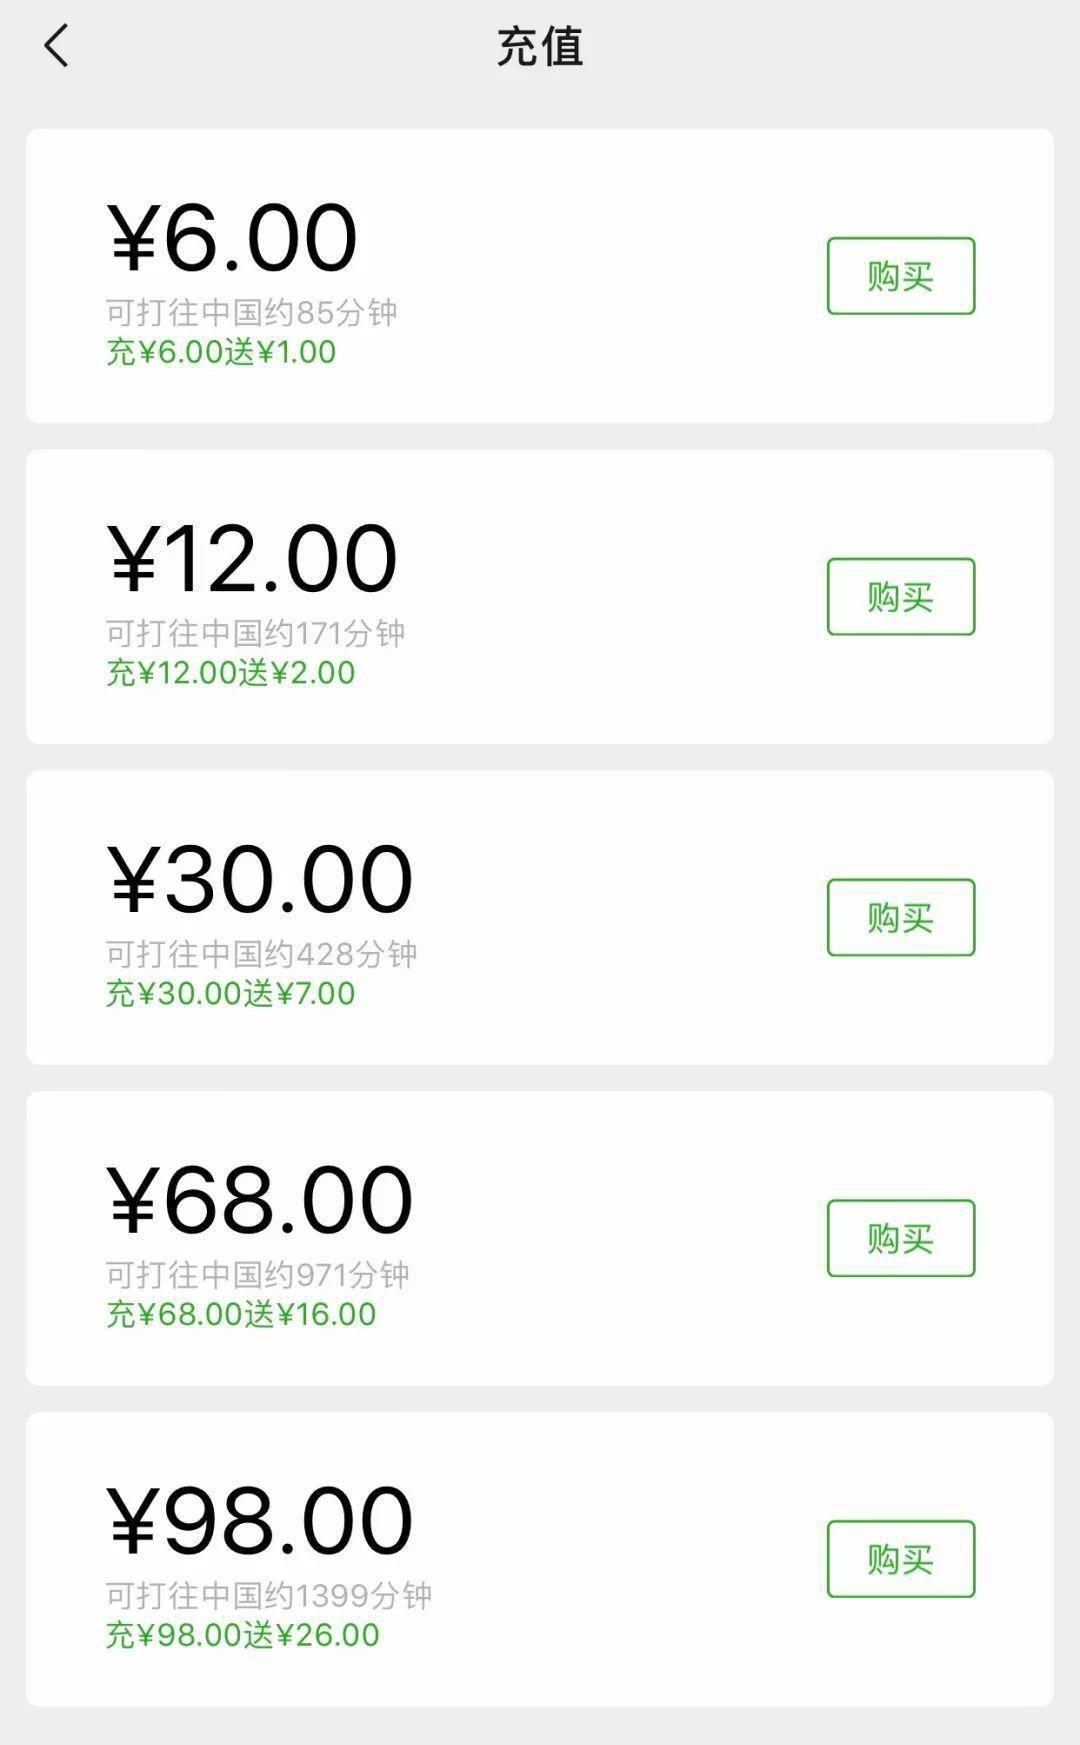 充值
¥6.00
可打往中国约85分钟
充¥6.00送¥1.00
购买
¥12.00
可打往中国约171分钟
充¥12.00送¥2.00
购买
¥30.00
可打往中国约428分钟
充¥30.00送¥7.00
购买
¥68.00
可打往中国约971分钟
充¥68.00送¥16.00
购买
¥98.00
可打往中国约1399分钟
充¥98.00送¥26.00
购买